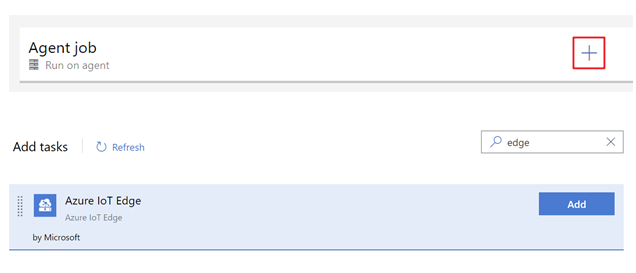 Agent job
Run on agent
Add tasks Refresh edge
Azure IoT Edge
Azure IoT Edge
Add
by Microsoft